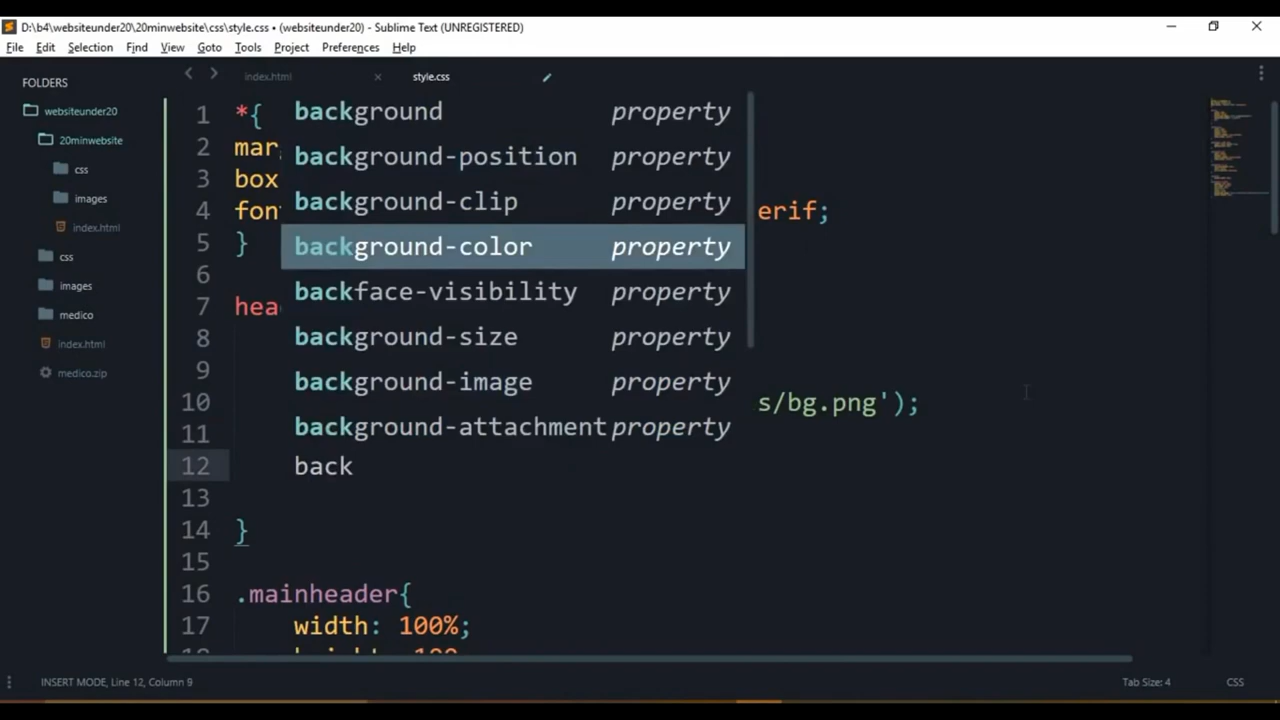 D:\b4\websiteunder20\20minwebsite\css\style.css • (websiteunder20) - Sublime Text (UNREGISTERED)
File Edit Selection Find View Goto Tools Project Preferences Help
FOLDERS
websiteunder20
20minwebsite
css
images
index.html
css
images
medico
index.html
medico.zip
index.html
style.css
1 *{
2 mar
3 box
4 fon erif;
5 }
6
7 hea
8
9
10 s/bg.png');
11
12 back
13
14 }
15
16 .mainheader{
17 width: 100%;
background property
background-position property
background-clip property
background-color property
backface-visibility property
background-size property
background-image property
background-attachment property
INSERT MODE, Line 12, Column 9
Tab Size: 4
CSS